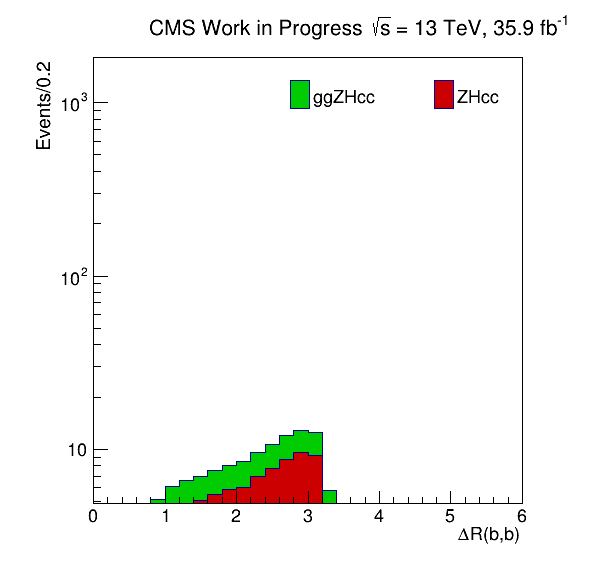 CMS Work in Progress √s = 13 TeV, 35.9 fb⁻¹
Events/0.2
ggZHcc ZHcc
10³
10²
10
0 1 2 3 4 5 6
ΔR(b,b)